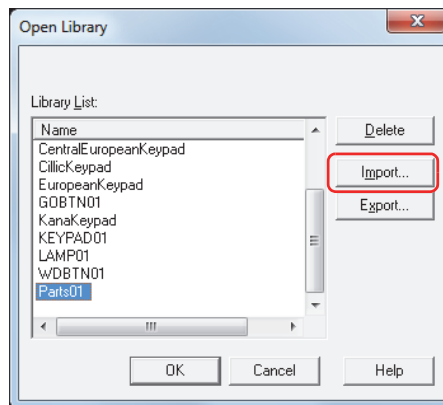 Open Library
Library List:
Name
CentralEuropeanKeypad
CillicKeypad
EuropeanKeypad
GOBTN01
KanaKeypad
KEYPAD01
LAMP01
WDBTN01
Parts01
Delete
Import...
Export...
OK
Cancel
Help